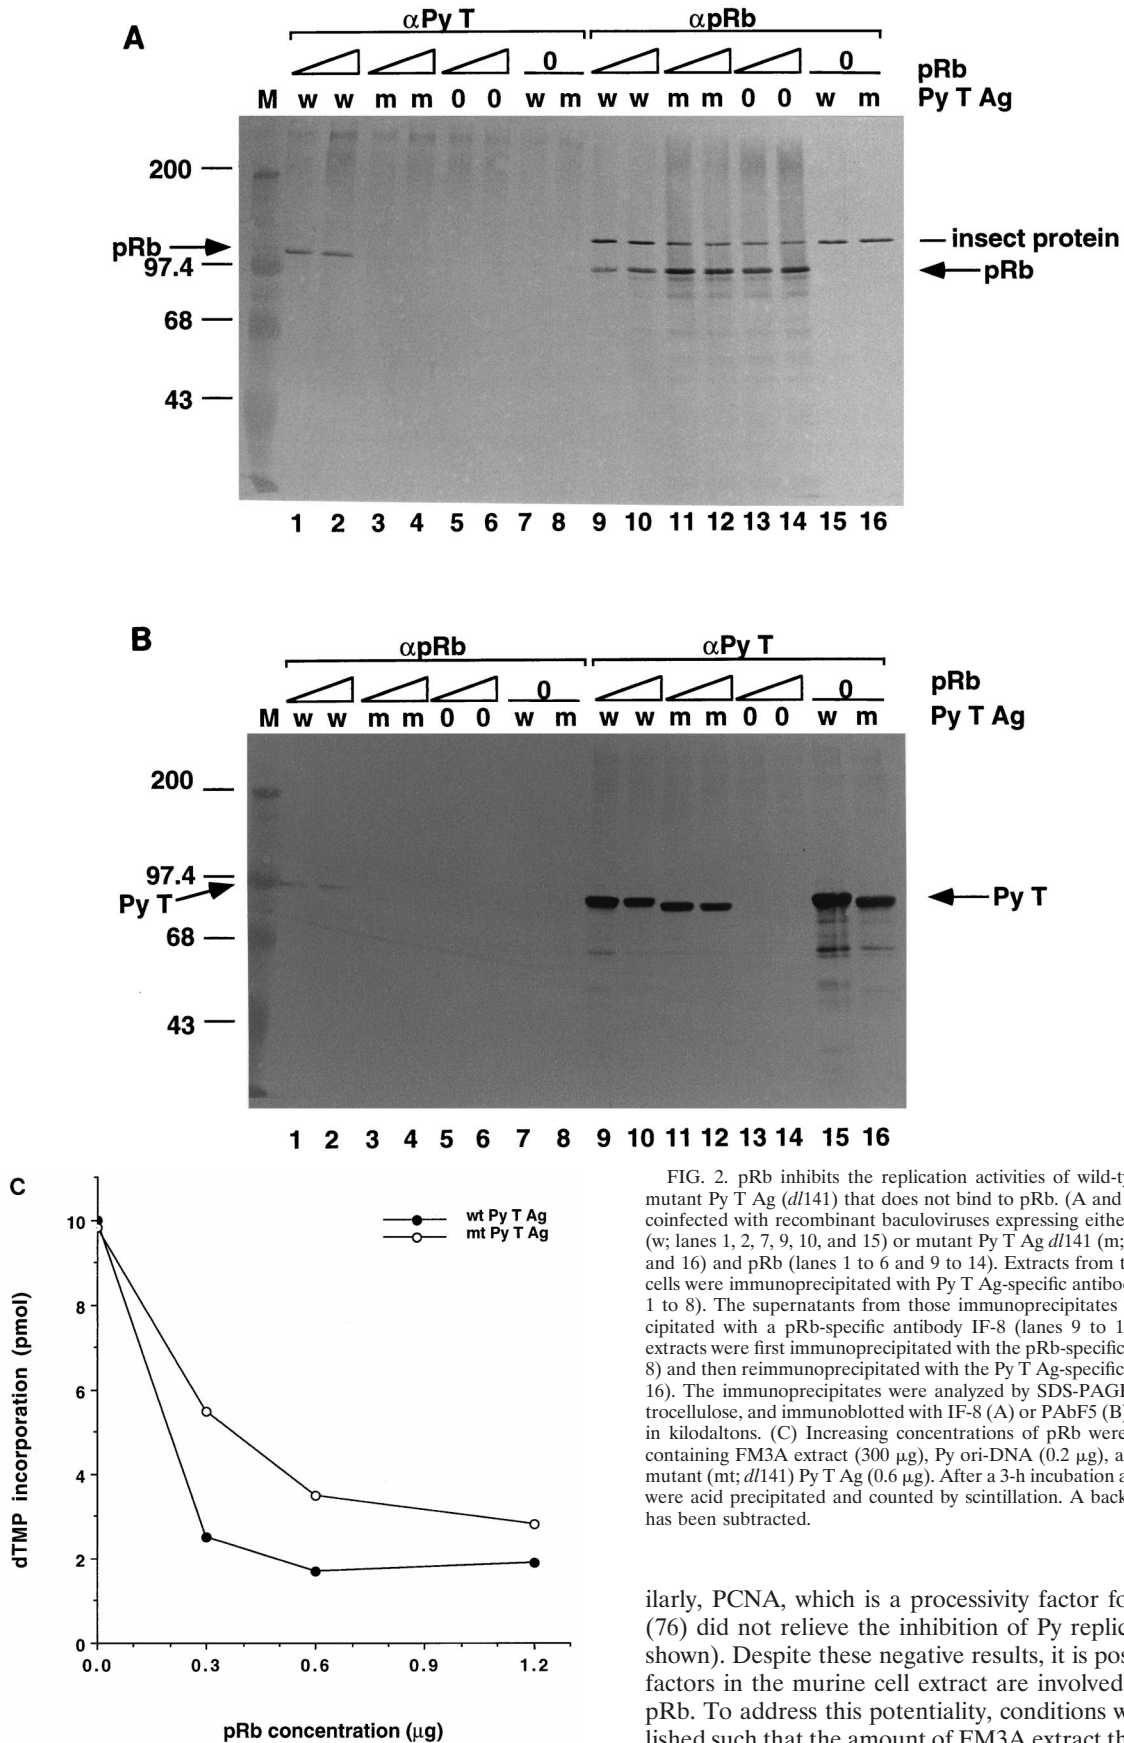 A
αPy T αpRb
0 0 pRb
M w w m m 0 0 w m w w m m 0 0 w m Py T Ag
200
pRb
97.4
68
43
insect protein
pRb
1 2 3 4 5 6 7 8 9 10 11 12 13 14 15 16
B
αpRb αPy T
0 0 pRb
M w w m m 0 0 w m w w m m 0 0 w m Py T Ag
200
97.4
Py T
68
43
Py T
1 2 3 4 5 6 7 8 9 10 11 12 13 14 15 16
C
wt Py T Ag
mt Py T Ag
dTMP incorporation (pmol)
10
8
6
4
2
0
0.0 0.3 0.6 0.9 1.2
pRb concentration (µg)
FIG. 2. pRb inhibits the replication activities of wild-ty
mutant Py T Ag (dl141) that does not bind to pRb. (A and
coinfected with recombinant baculoviruses expressing eithe
(w; lanes 1, 2, 7, 9, 10, and 15) or mutant Py T Ag dl141 (m;
and 16) and pRb (lanes 1 to 6 and 9 to 14). Extracts from t
cells were immunoprecipitated with Py T Ag-specific antiboc
1 to 8). The supernatants from those immunoprecipitates
cipitated with a pRb-specific antibody IF-8 (lanes 9 to 1
extracts were first immunoprecipitated with the pRb-specific
8) and then reimmunoprecipitated with the Py T Ag-specific
16). The immunoprecipitates were analyzed by SDS-PAGE
trocellulose, and immunoblotted with IF-8 (A) or PAbF5 (B)
in kilodaltons. (C) Increasing concentrations of pRb were
containing FM3A extract (300 µg), Py ori-DNA (0.2 µg), a
mutant (mt; dl141) Py T Ag (0.6 µg). After a 3-h incubation a
were acid precipitated and counted by scintillation. A back
has been subtracted.
ilarly, PCNA, which is a processivity factor fo
(76) did not relieve the inhibition of Py replic
shown). Despite these negative results, it is pos
factors in the murine cell extract are involved
pRb. To address this potentiality, conditions w
lished such that the amount of FM3A extract th